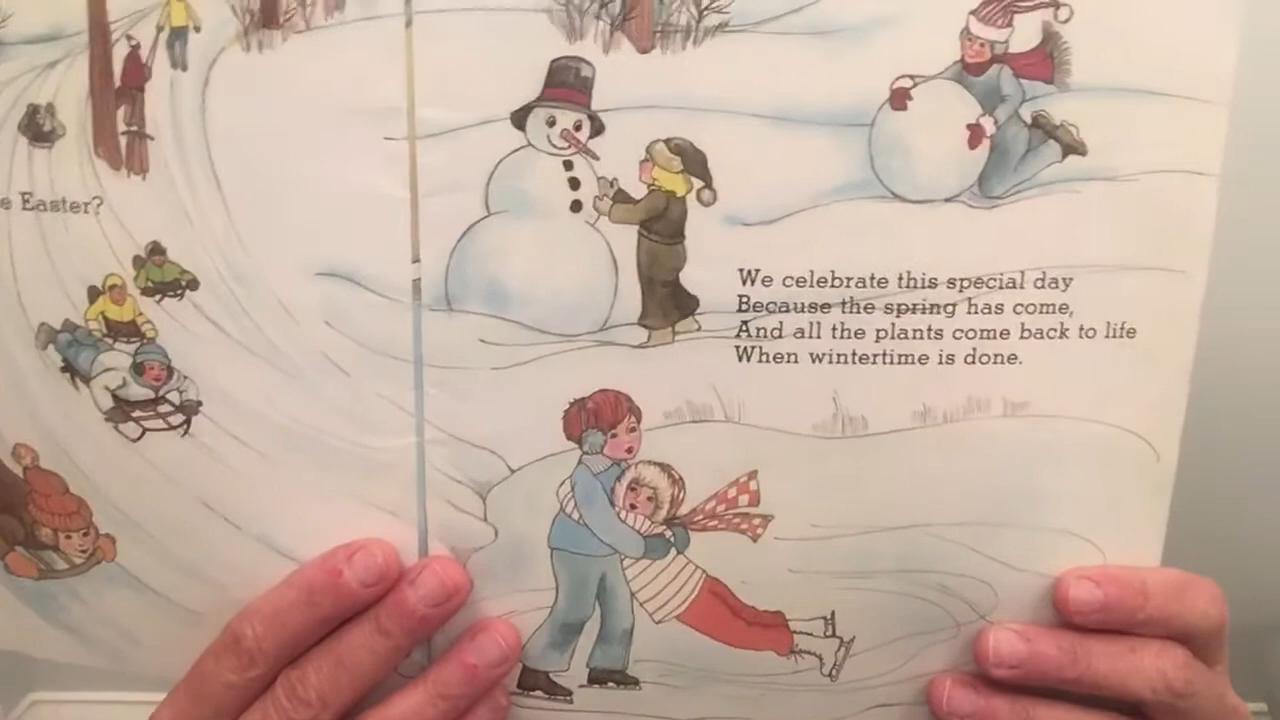 e Easter?
We celebrate this special day
Because the spring has come,
And all the plants come back to life
When wintertime is done.